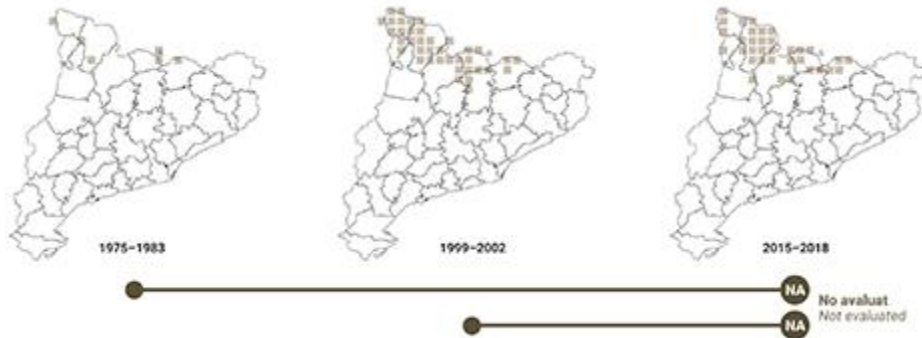 1975–1983
1999–2002
2015–2018
NA
No avaluat
Not evaluated
NA